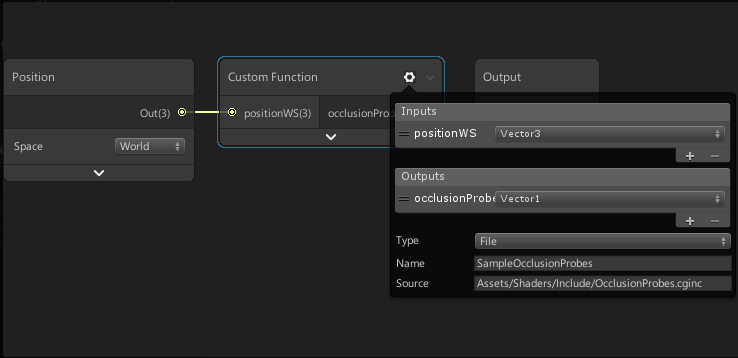 Position
Custom Function
Output
Out(3)
positionWS(3)
occlusionPro
Space
World
Inputs
positionWS
Vector3
+ −
Outputs
occlusionProbe
Vector1
+ −
Type
File
Name
SampleOcclusionProbes
Source
Assets/Shaders/Include/OcclusionProbes.cginc